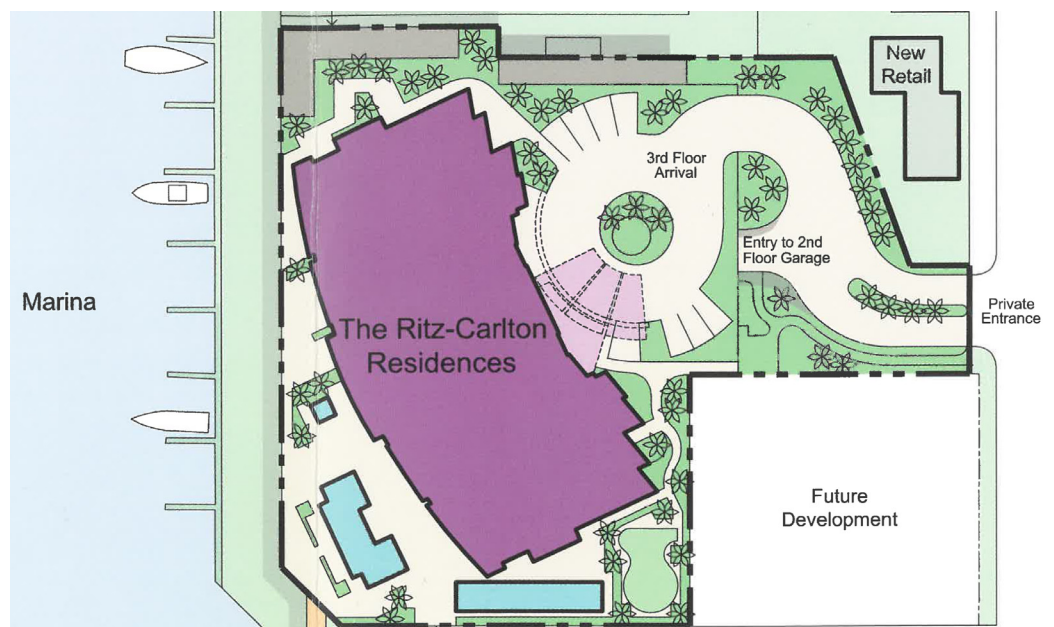 New
Retail
3rd Floor
Arrival
Entry to 2nd
Floor Garage
Marina
Private
Entrance
The Ritz-Carlton
Residences
Future
Development